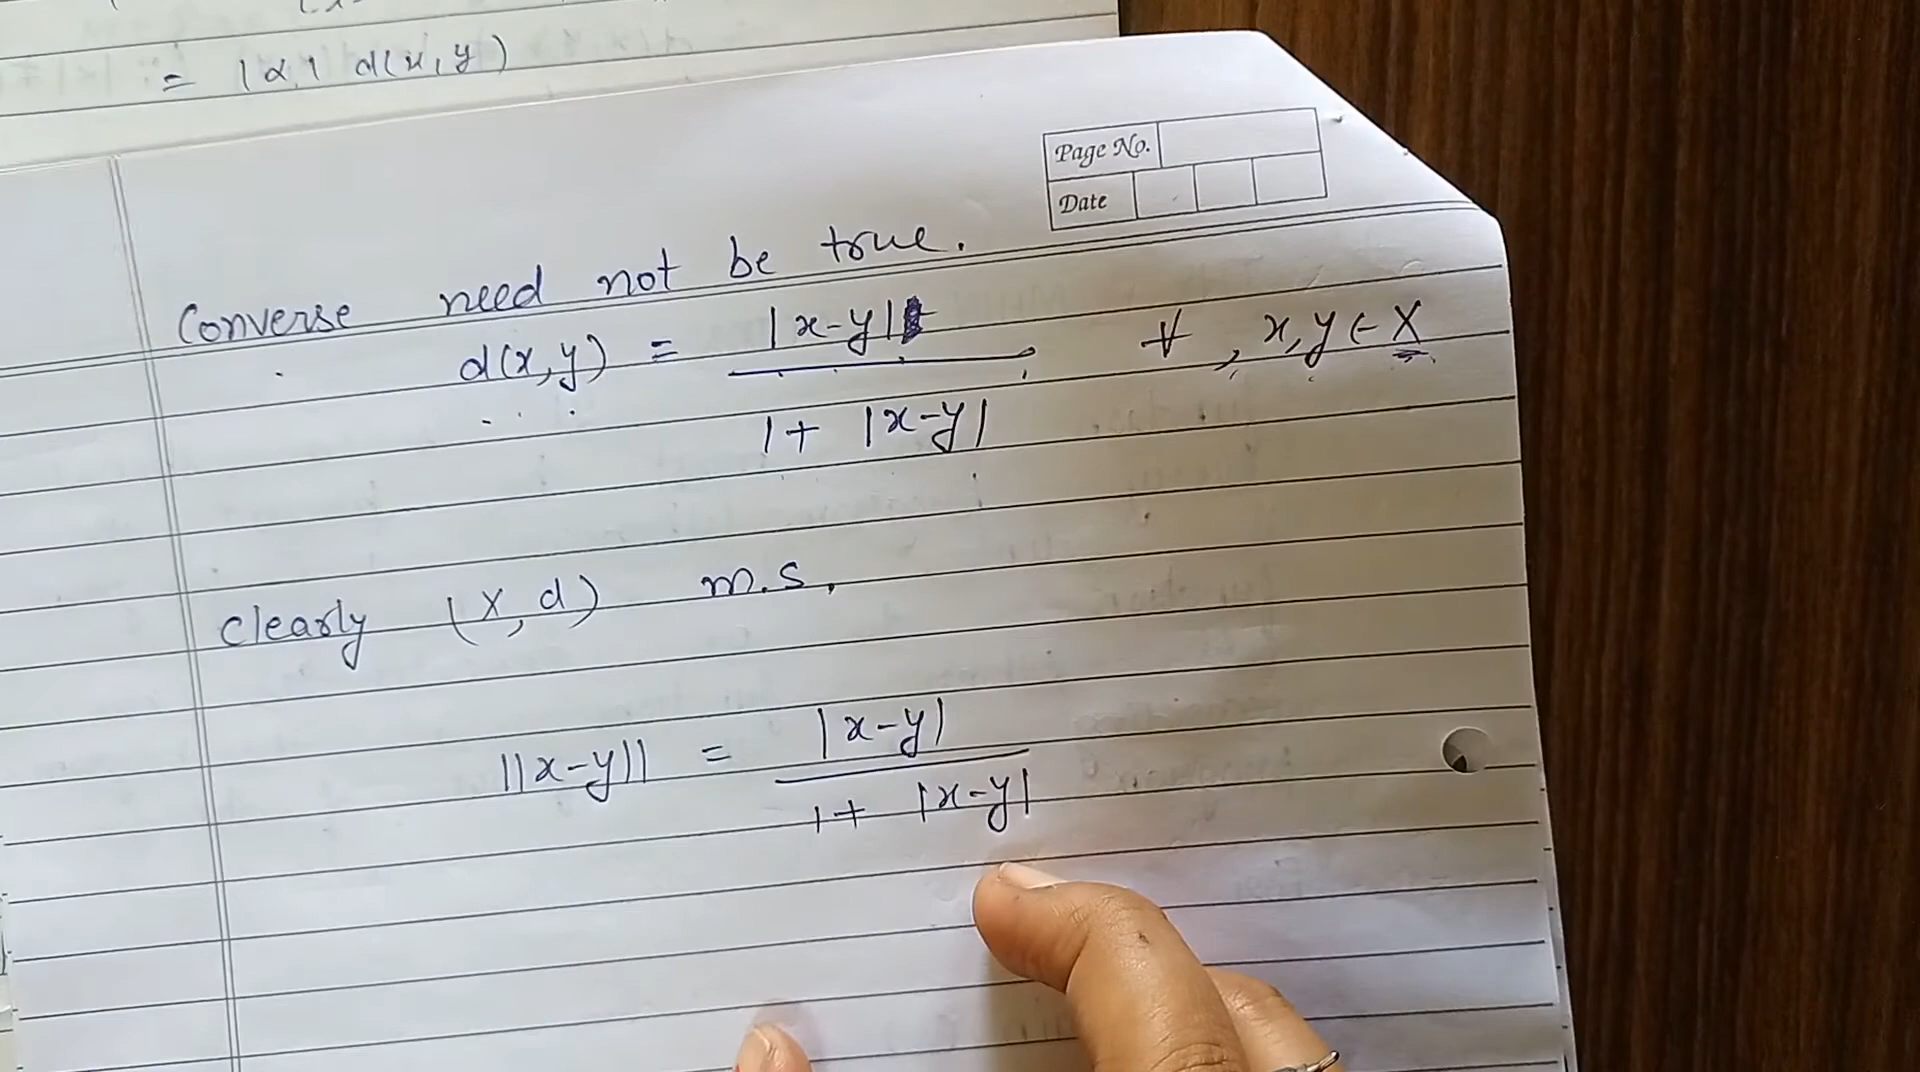 = |α| d(x, y)
Page No.
Date
Converse need not be true.
d(x, y) = |x-y| / 1 + |x-y| ∀, x, y ∈ X
Clearly (X, d) m.s.
||x-y|| = |x-y| / 1 + |x-y|